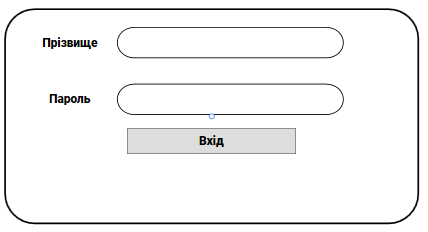 Прізвище
Пароль
Вхід